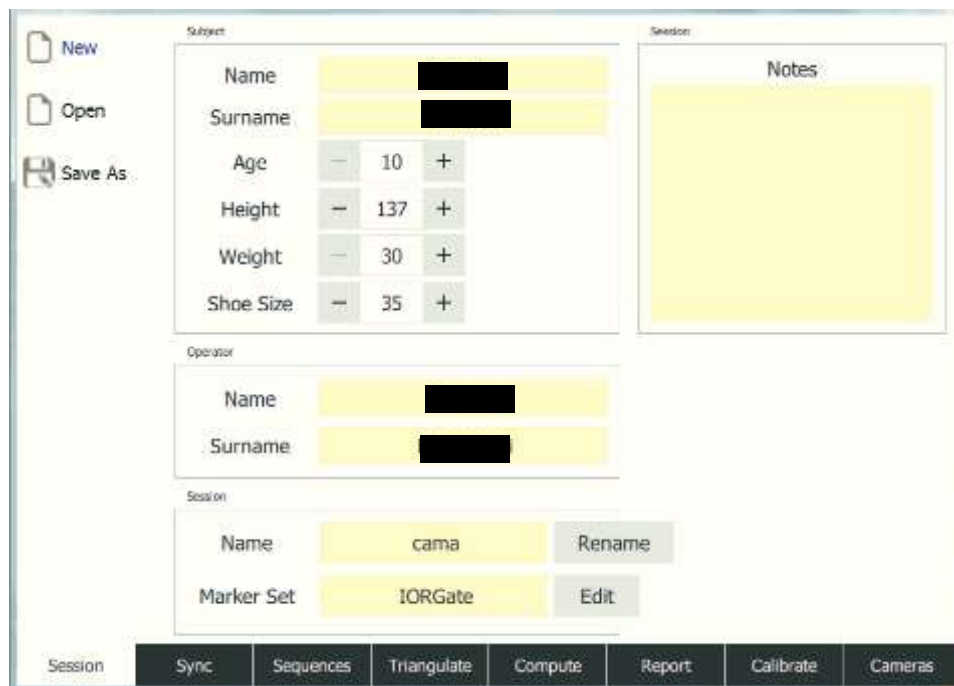 New
Open
Save As
Subject
Name
Surname
Age − 10 +
Height − 137 +
Weight − 30 +
Shoe Size − 35 +
Session
Notes
Operator
Name
Surname
Session
Name cama Rename
Marker Set IORGate Edit
Session Sync Sequences Triangulate Compute Report Calibrate Cameras